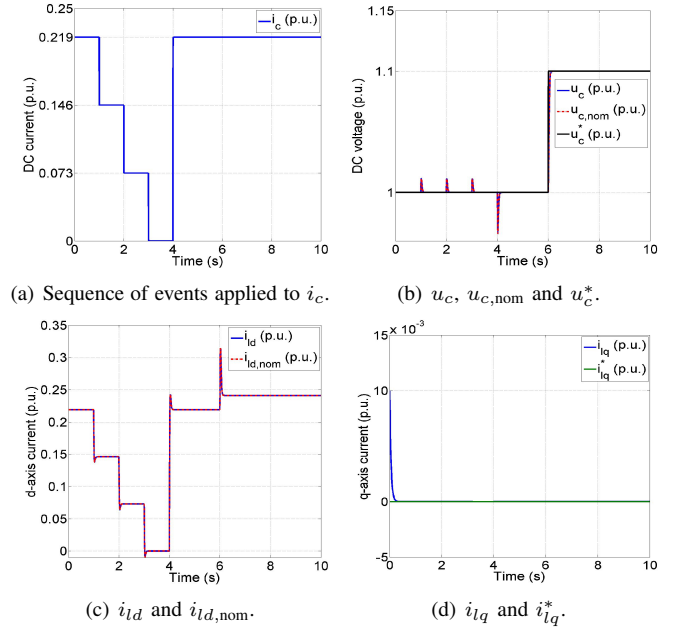 0.25
0.219
0.146
0.073
0
0 2 4 6 8 10
DC current (p.u.)
Time (s)
i_c (p.u.)
(a) Sequence of events applied to i_c.
1.15
1.1
1
0 2 4 6 8 10
DC voltage (p.u.)
Time (s)
u_c (p.u.)
u_c,nom (p.u.)
u_c^* (p.u.)
(b) u_c, u_c,nom and u_c^*.
0.35
0.3
0.25
0.2
0.15
0.1
0.05
0
0 2 4 6 8 10
d-axis current (p.u.)
Time (s)
i_ld (p.u.)
i_ld,nom (p.u.)
(c) i_ld and i_ld,nom.
15 × 10^-3
10
5
0
-5
0 2 4 6 8 10
q-axis current (p.u.)
Time (s)
i_lq (p.u.)
i_lq^* (p.u.)
(d) i_lq and i_lq^*.